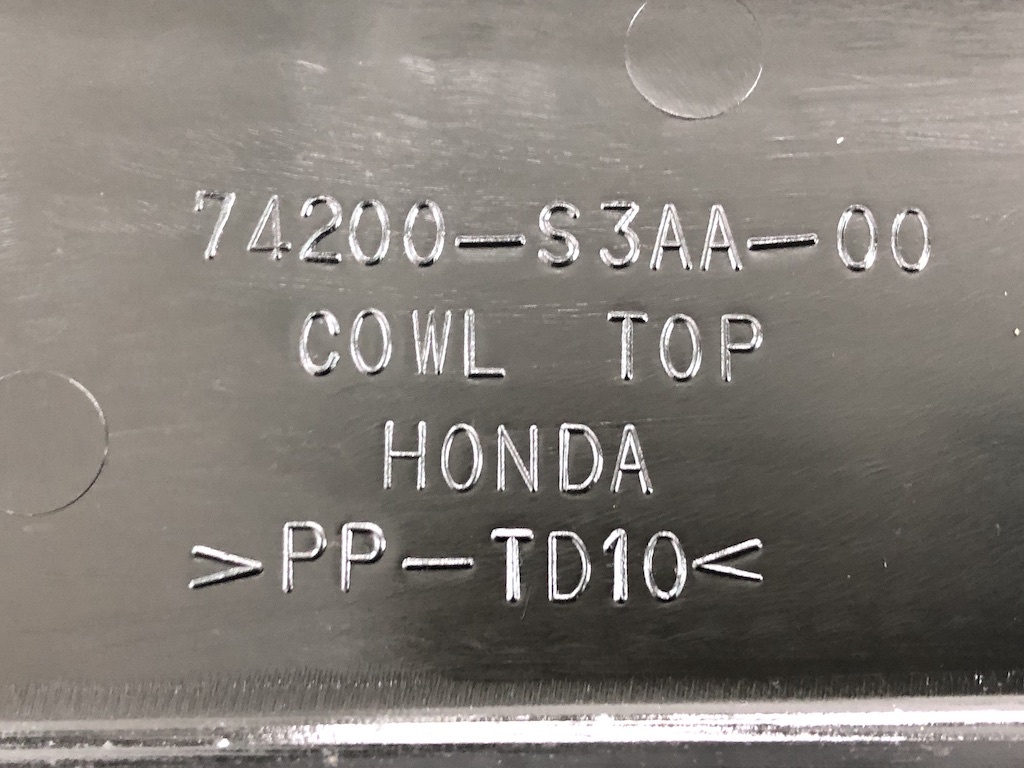 74200-S3AA-00
COWL TOP
HONDA
>PP-TD10<